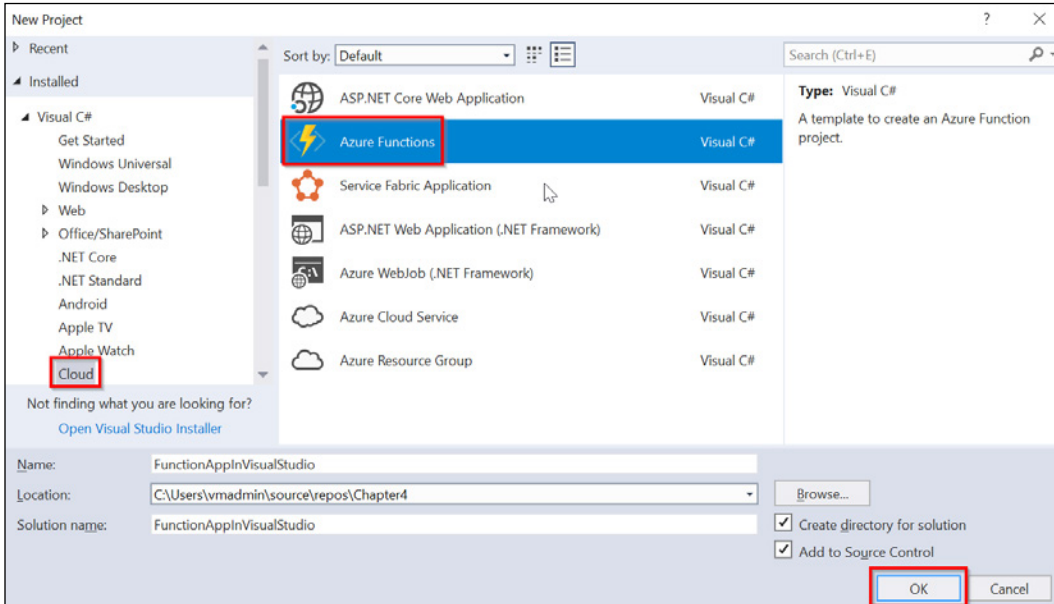 New Project
?
Recent
Installed
Visual C#
Get Started
Windows Universal
Windows Desktop
Web
Office/SharePoint
.NET Core
.NET Standard
Android
Apple TV
Apple Watch
Cloud
Not finding what you are looking for?
Open Visual Studio Installer
Sort by: Default
ASP.NET Core Web Application Visual C#
Azure Functions Visual C#
Service Fabric Application Visual C#
ASP.NET Web Application (.NET Framework) Visual C#
Azure WebJob (.NET Framework) Visual C#
Azure Cloud Service Visual C#
Azure Resource Group Visual C#
Search (Ctrl+E)
Type: Visual C#
A template to create an Azure Function
project.
Name: FunctionAppInVisualStudio
Location: C:\Users\vmadmin\source\repos\Chapter4
Browse...
Solution name: FunctionAppInVisualStudio
Create directory for solution
Add to Source Control
OK Cancel